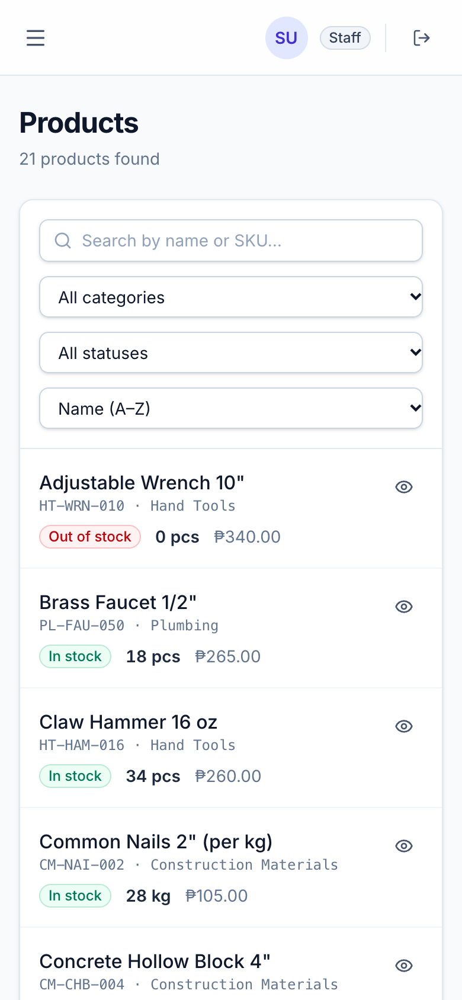 SU
Staff
Products
21 products found
Search by name or SKU...
All categories
All statuses
Name (A–Z)
Adjustable Wrench 10"
HT-WRN-010 · Hand Tools
Out of stock 0 pcs ₱340.00
Brass Faucet 1/2"
PL-FAU-050 · Plumbing
In stock 18 pcs ₱265.00
Claw Hammer 16 oz
HT-HAM-016 · Hand Tools
In stock 34 pcs ₱260.00
Common Nails 2" (per kg)
CM-NAI-002 · Construction Materials
In stock 28 kg ₱105.00
Concrete Hollow Block 4"
CM-CHB-004 · Construction Materials